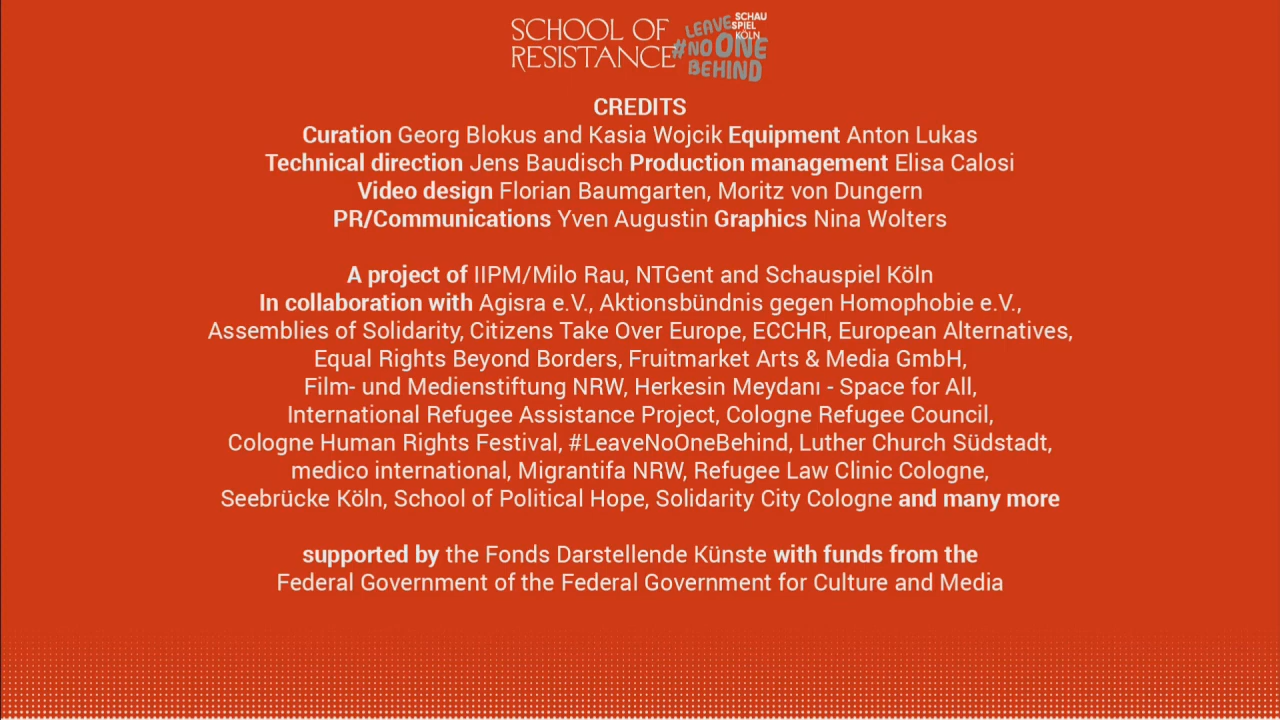 SCHOOL OF
RESISTANCE
LEAVE
#NO ONE
BEHIND
SCHAU
SPIEL
KÖLN
CREDITS
Curation Georg Blokus and Kasia Wojcik Equipment Anton Lukas
Technical direction Jens Baudisch Production management Elisa Calosi
Video design Florian Baumgarten, Moritz von Dungern
PR/Communications Yven Augustin Graphics Nina Wolters
A project of IIPM/Milo Rau, NTGent and Schauspiel Köln
In collaboration with Agisra e.V., Aktionsbündnis gegen Homophobie e.V.,
Assemblies of Solidarity, Citizens Take Over Europe, ECCHR, European Alternatives,
Equal Rights Beyond Borders, Fruitmarket Arts & Media GmbH,
Film- und Medienstiftung NRW, Herkesin Meydanı - Space for All,
International Refugee Assistance Project, Cologne Refugee Council,
Cologne Human Rights Festival, #LeaveNoOneBehind, Luther Church Südstadt,
medico international, Migrantifa NRW, Refugee Law Clinic Cologne,
Seebrücke Köln, School of Political Hope, Solidarity City Cologne and many more
supported by the Fonds Darstellende Künste with funds from the
Federal Government of the Federal Government for Culture and Media